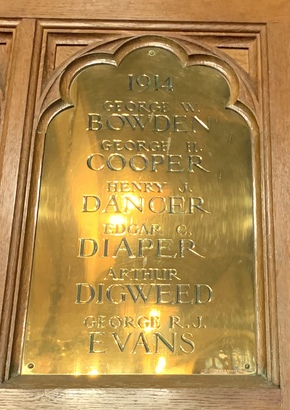 1914
GEORGE W.
BOWDEN
GEORGE H.
COOPER
HENRY J.
DANCER
EDGAR C.
DIAPER
ARTHUR
DIGWEED
GEORGE R.J.
EVANS